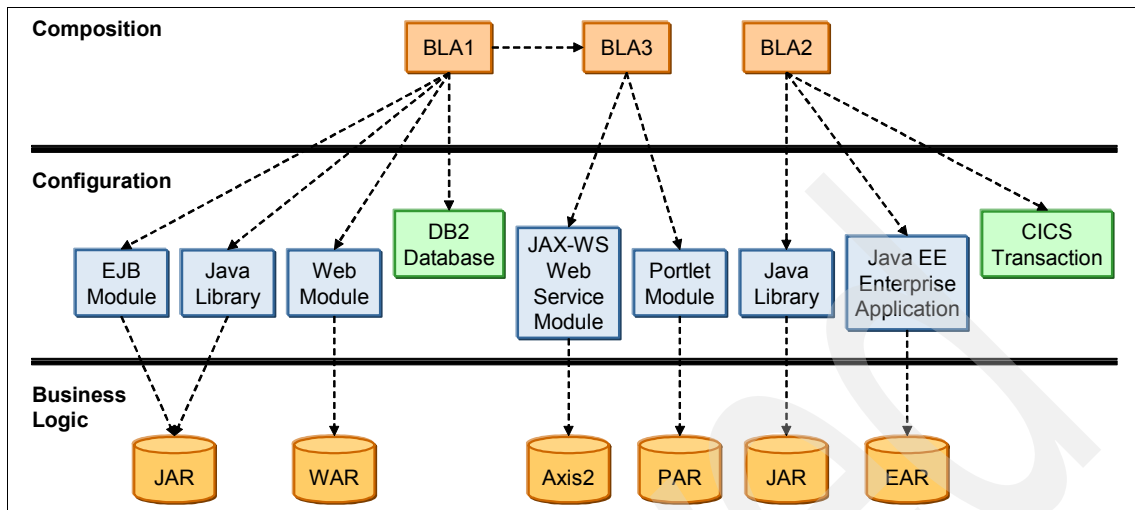 Composition
BLA1
BLA3
BLA2
Configuration
EJB
Module
Java
Library
Web
Module
DB2
Database
JAX-WS
Web
Service
Module
Portlet
Module
Java
Library
Java EE
Enterprise
Application
CICS
Transaction
Business
Logic
JAR
WAR
Axis2
PAR
JAR
EAR